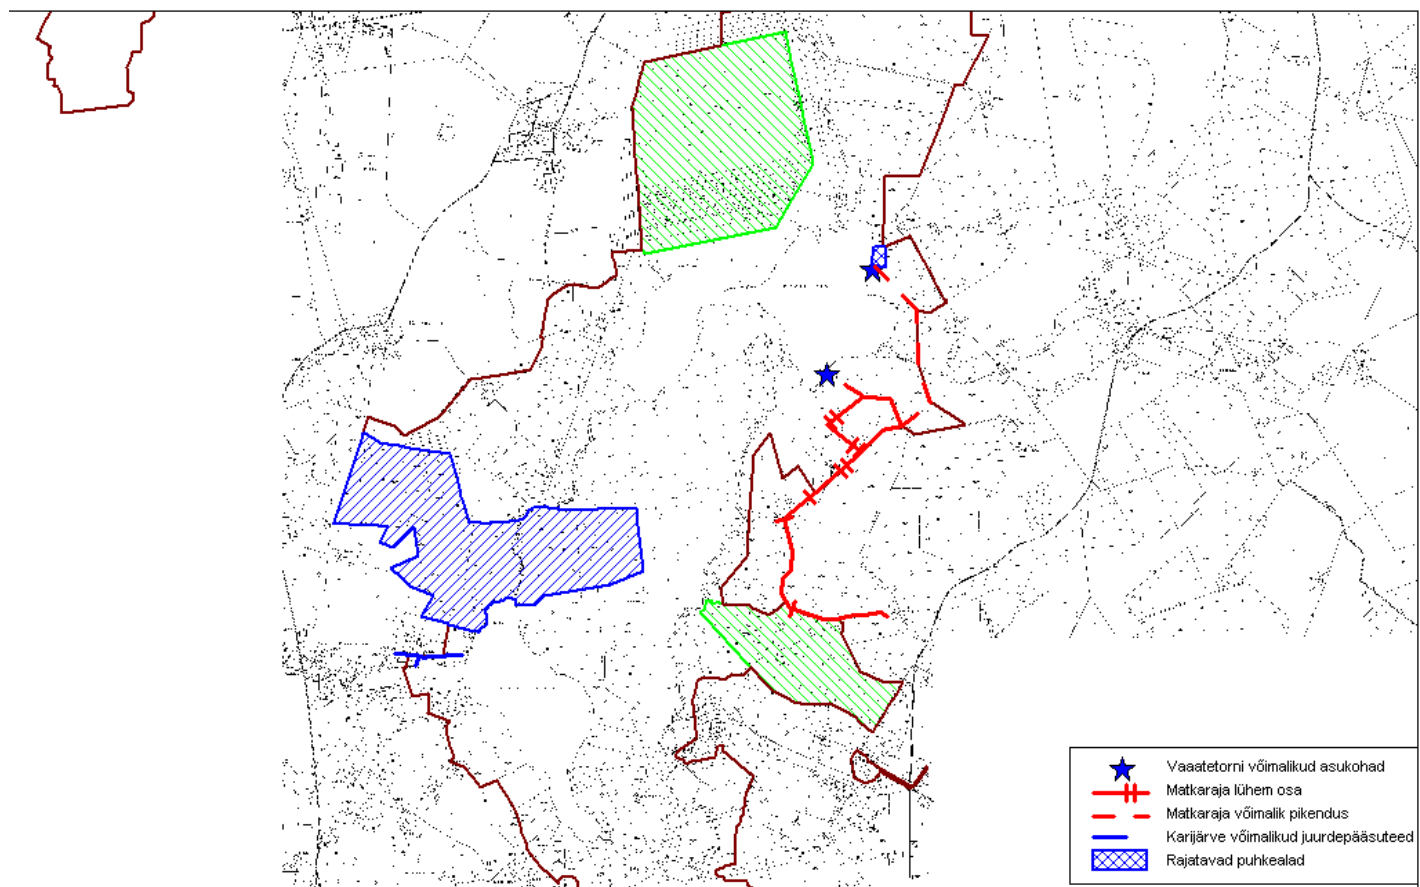 Vaaatetorni võimalikud asukohad
Matkaraja lühem osa
Matkaraja võimalik pikendus
Karijärve võimalikud juurdepääsuteed
Rajatavad puhkealad